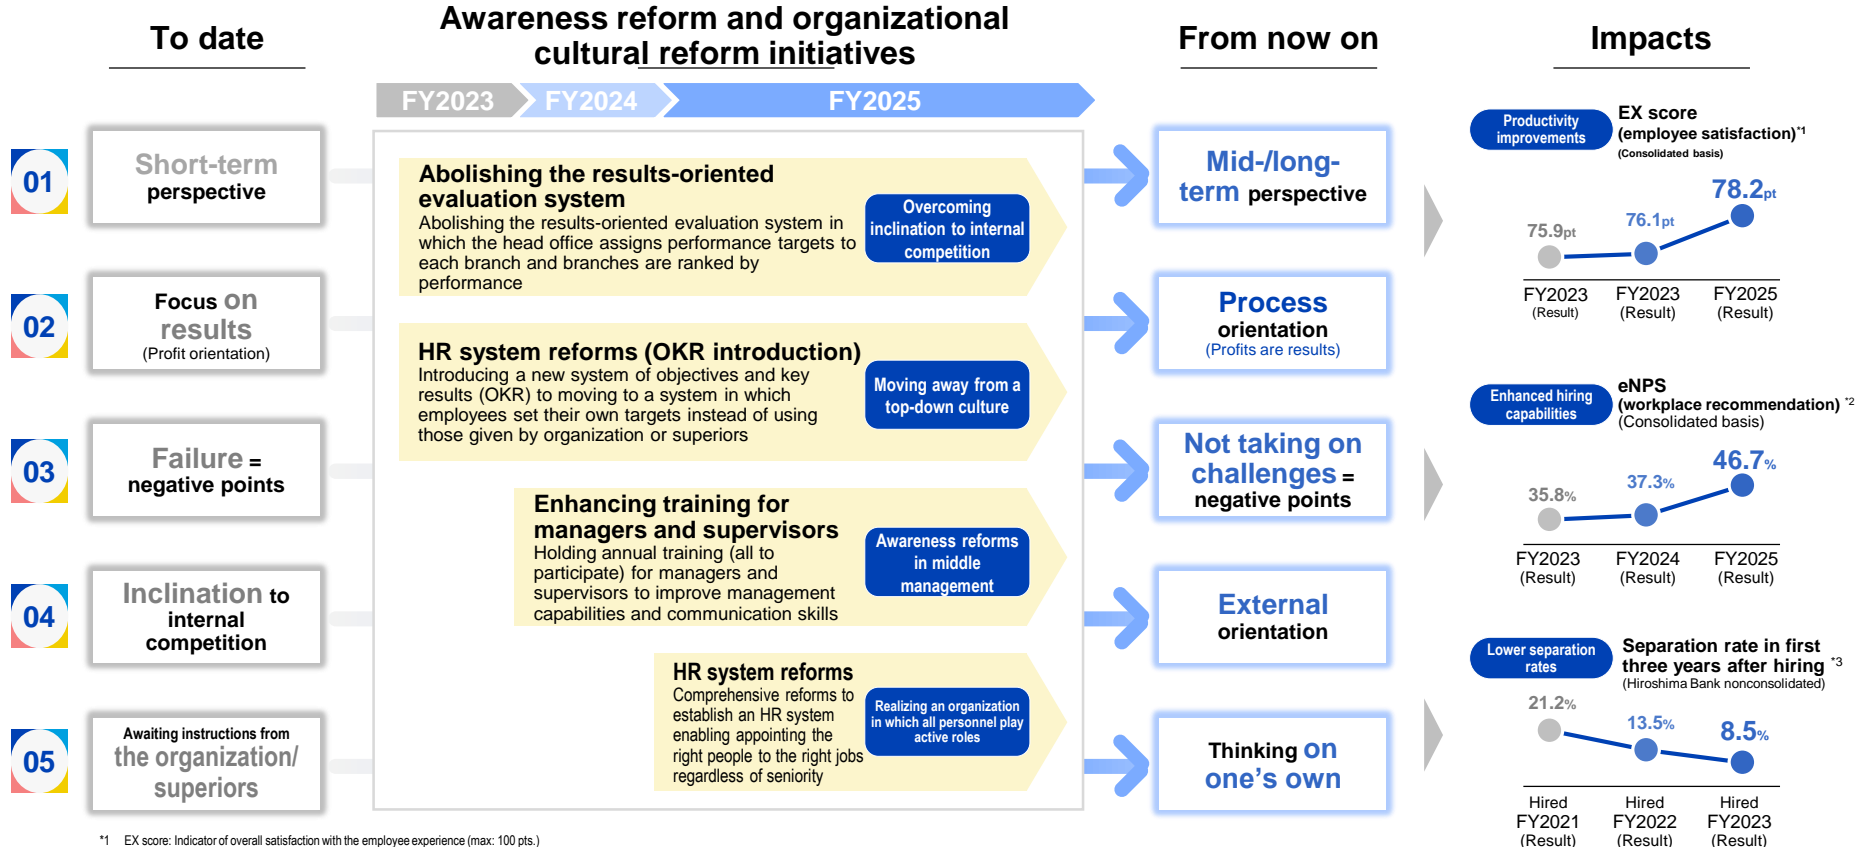 To date
Awareness reform and organizational
cultural reform initiatives
From now on
Impacts
FY2023
FY2024
FY2025
01
Short-term
perspective
02
Focus on
results
(Profit orientation)
03
Failure =
negative points
04
Inclination to
internal
competition
05
Awaiting instructions from
the organization/
superiors
Abolishing the results-oriented
evaluation system
Abolishing the results-oriented evaluation system in
which the head office assigns performance targets to
each branch and branches are ranked by
performance
Overcoming
inclination to internal
competition
HR system reforms (OKR introduction)
Introducing a new system of objectives and key
results (OKR) to moving to a system in which
employees set their own targets instead of using
those given by organization or superiors
Moving away from a
top-down culture
Enhancing training for
managers and supervisors
Holding annual training (all to
participate) for managers and
supervisors to improve management
capabilities and communication skills
Awareness reforms
in middle
management
HR system reforms
Comprehensive reforms to
establish an HR system
enabling appointing the
right people to the right jobs
regardless of seniority
Realizing an organization
in which all personnel play
active roles
Mid-/long-
term perspective
Process
orientation
(Profits are results)
Not taking on
challenges =
negative points
External
orientation
Thinking on
one's own
Productivity
improvements
EX score
(employee satisfaction)*1
(Consolidated basis)
75.9pt
76.1pt
78.2pt
FY2023
(Result)
FY2023
(Result)
FY2025
(Result)
Enhanced hiring
capabilities
eNPS
(workplace recommendation) *2
(Consolidated basis)
35.8%
37.3%
46.7%
FY2023
(Result)
FY2024
(Result)
FY2025
(Result)
Lower separation
rates
Separation rate in first
three years after hiring *3
(Hiroshima Bank nonconsolidated)
21.2%
13.5%
8.5%
Hired
FY2021
(Result)
Hired
FY2022
(Result)
Hired
FY2023
(Result)
*1 EX score: Indicator of overall satisfaction with the employee experience (max: 100 pts.)